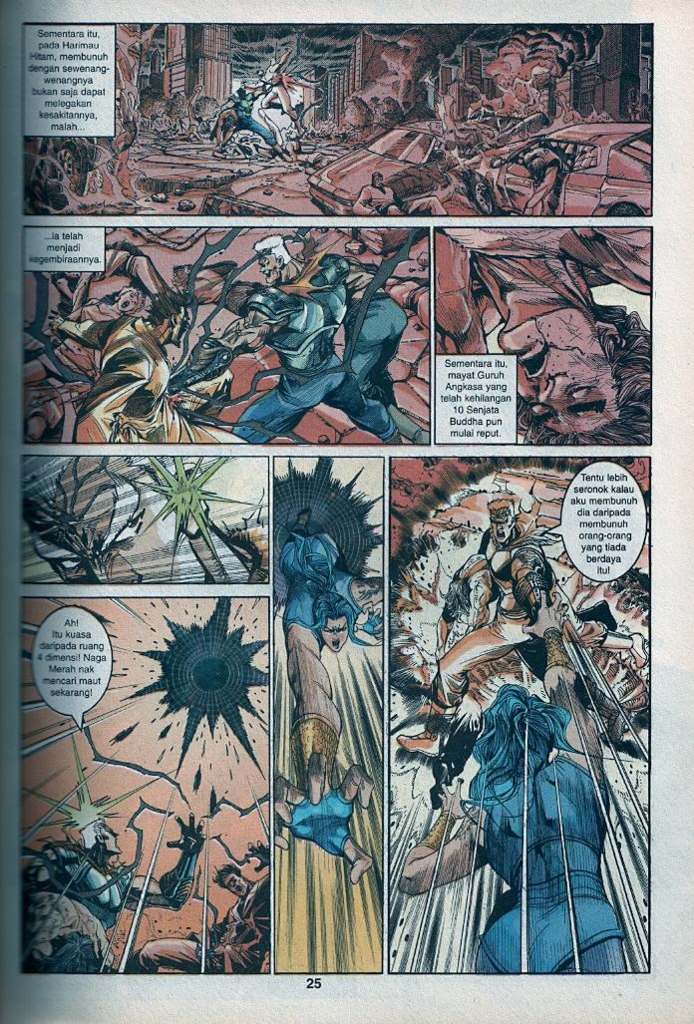 Sementara itu,
pada Harimau
Hitam, membunuh
dengan sewenang-
wenangnya
bukan saja dapat
melegakan
kesakitannya,
malah...
...ia telah
menjadi
kegembiraannya.
Sementara itu,
mayat Guruh
Angkasa yang
telah kehilangan
10 Senjata
Buddha pun
mulai reput.
Tentu lebih
seronok kalau
aku membunuh
dia daripada
membunuh
orang-orang
yang tiada
berdaya
itu!
Ah!
Itu kuasa
daripada ruang
4 dimensi! Naga
Merah nak
mencari maut
sekarang!
25